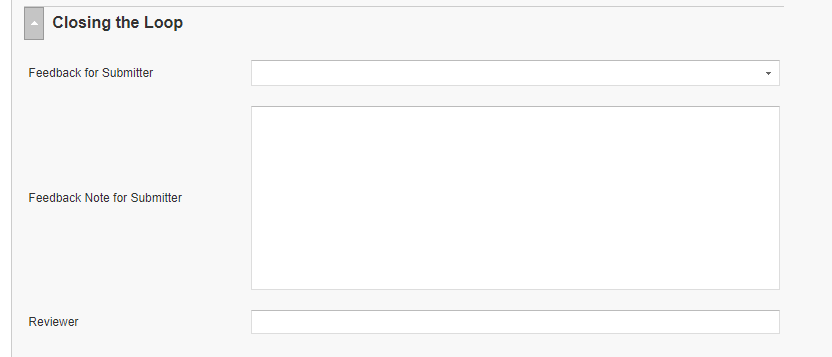 Closing the Loop
Feedback for Submitter
Feedback Note for Submitter
Reviewer